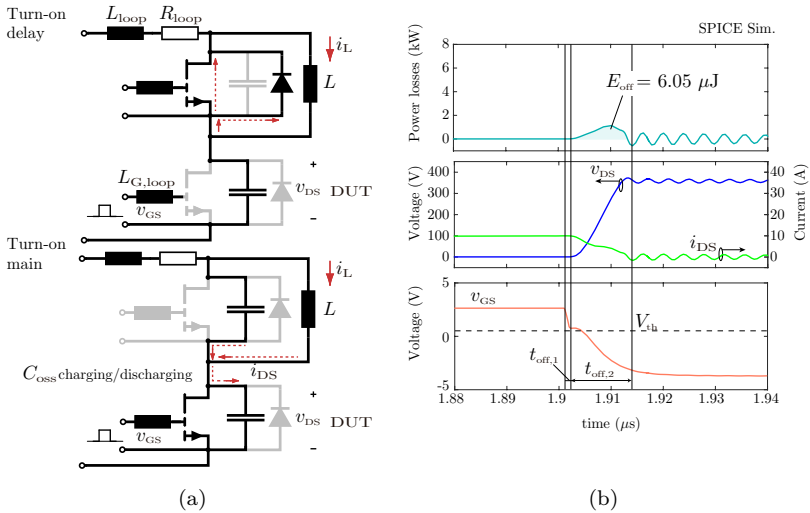 Turn-on
delay
L_loop R_loop
i_L
L
L_G,loop
v_GS
+
v_DS DUT
−
Turn-on
main
i_L
L
C_oss charging/discharging
i_DS
v_GS
+
v_DS DUT
−
(a)
SPICE Sim.
Power losses (kW)
8
6
4
2
0
E_off = 6.05 μJ
Voltage (V)
400
300
200
100
0
v_DS
i_DS
40
30
20
10
0
Current (A)
Voltage (V)
5
0
-5
v_GS
V_th
t_off,1
t_off,2
1.88 1.89 1.9 1.91 1.92 1.93 1.94
time (μs)
(b)